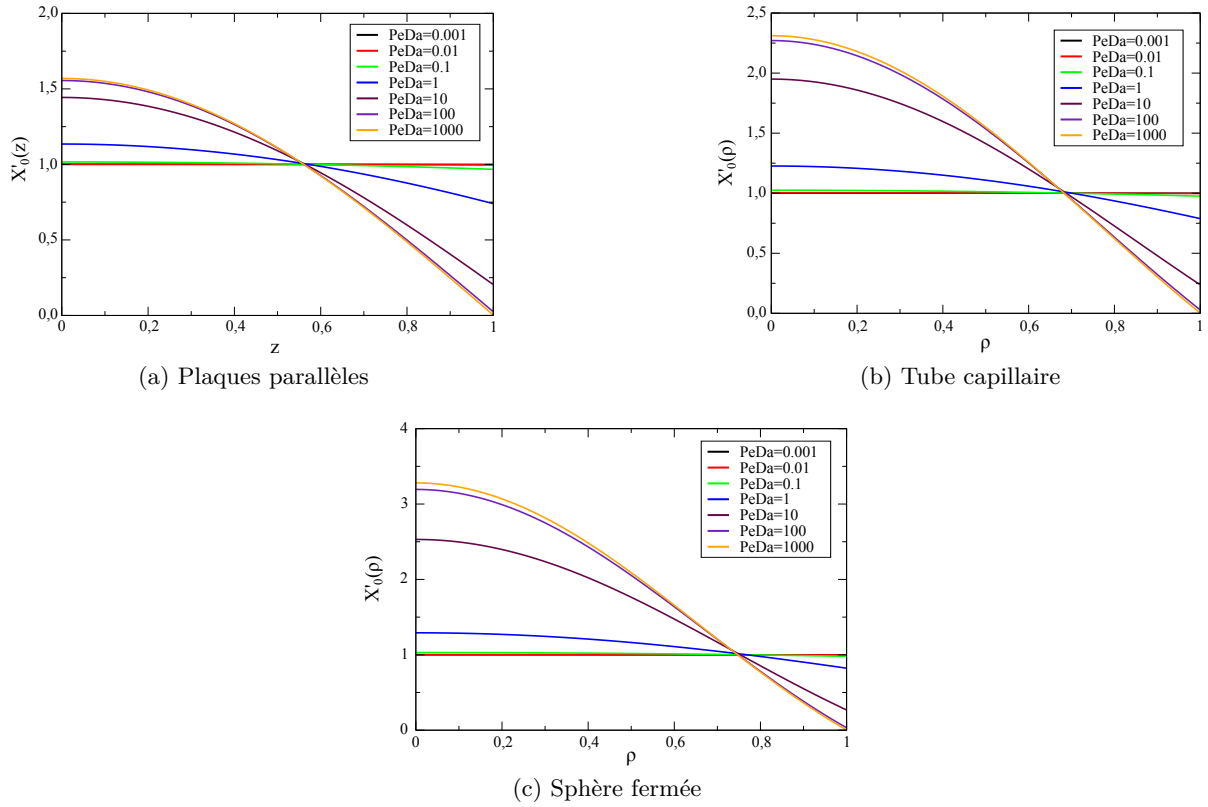 2,0
1,5
1,0
0,5
0,0
X'₀(z)
PeDa=0.001
PeDa=0.01
PeDa=0.1
PeDa=1
PeDa=10
PeDa=100
PeDa=1000
0 0,2 0,4 0,6 0,8 1
z
(a) Plaques parallèles
2,5
2,0
1,5
1,0
0,5
0,0
X'₀(ρ)
PeDa=0.001
PeDa=0.01
PeDa=0.1
PeDa=1
PeDa=10
PeDa=100
PeDa=1000
0 0,2 0,4 0,6 0,8 1
ρ
(b) Tube capillaire
4
3
2
1
0
X'₀(ρ)
PeDa=0.001
PeDa=0.01
PeDa=0.1
PeDa=1
PeDa=10
PeDa=100
PeDa=1000
0 0,2 0,4 0,6 0,8 1
ρ
(c) Sphère fermée